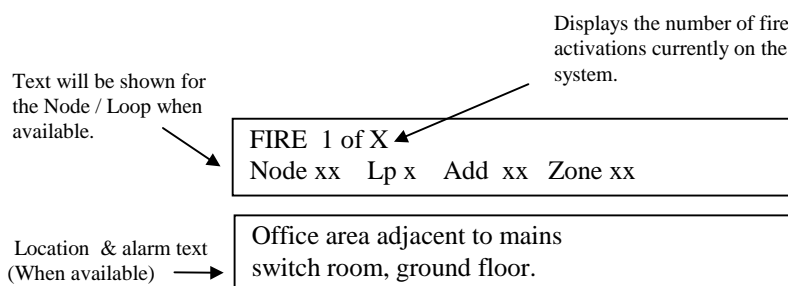 Displays the number of fire
activations currently on the
system.
Text will be shown for
the Node / Loop when
available.
FIRE 1 of X
Node xx Lp x Add xx Zone xx
Location & alarm text
(When available)
Office area adjacent to mains
switch room, ground floor.